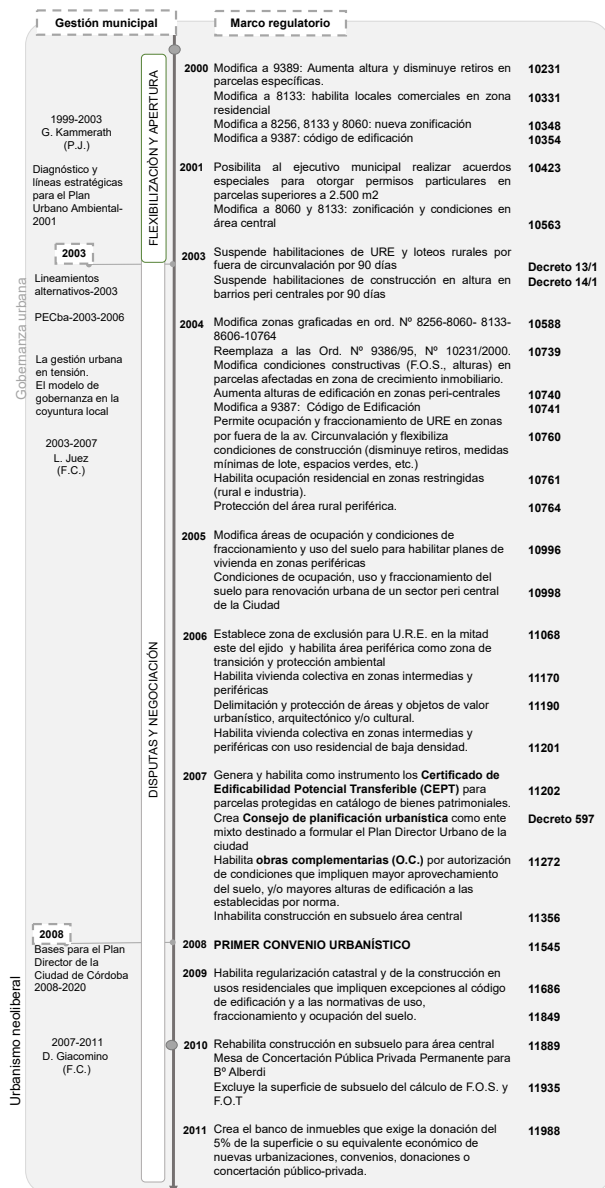 Gestión municipal
Marco regulatorio
Gobernanza urbana
Urbanismo neoliberal
1999-2003
G. Kammerath
(P.J.)
Diagnóstico y
líneas estratégicas
para el Plan
Urbano Ambiental-
2001
2003
Lineamientos
alternativos-2003
PECba-2003-2006
La gestión urbana
en tensión.
El modelo de
gobernanza en la
coyuntura local
2003-2007
L. Juez
(F.C.)
2008
Bases para el Plan
Director de la
Ciudad de Córdoba
2008-2020
2007-2011
D. Giacomino
(F.C.)
FLEXIBILIZACIÓN Y APERTURA
DISPUTAS Y NEGOCIACIÓN
2000 Modifica a 9389: Aumenta altura y disminuye retiros en 10231
parcelas específicas.
Modifica a 8133: habilita locales comerciales en zona 10331
residencial
Modifica a 8256, 8133 y 8060: nueva zonificación 10348
Modifica a 9387: código de edificación 10354
2001 Posibilita al ejecutivo municipal realizar acuerdos 10423
especiales para otorgar permisos particulares en
parcelas superiores a 2.500 m2
Modifica a 8060 y 8133: zonificación y condiciones en
área central 10563
2003 Suspende habilitaciones de URE y loteos rurales por
fuera de circunvalación por 90 días Decreto 13/1
Suspende habilitaciones de construcción en altura en Decreto 14/1
barrios peri centrales por 90 días
2004 Modifica zonas graficadas en ord. Nº 8256-8060- 8133- 10588
8606-10764
Reemplaza a las Ord. Nº 9386/95, Nº 10231/2000. 10739
Modifica condiciones constructivas (F.O.S., alturas) en
parcelas afectadas en zona de crecimiento inmobiliario.
Aumenta alturas de edificación en zonas peri-centrales 10740
Modifica a 9387: Código de Edificación 10741
Permite ocupación y fraccionamiento de URE en zonas
por fuera de la av. Circunvalación y flexibiliza 10760
condiciones de construcción (disminuye retiros, medidas
mínimas de lote, espacios verdes, etc.)
Habilita ocupación residencial en zonas restringidas 10761
(rural e industria).
Protección del área rural periférica. 10764
2005 Modifica áreas de ocupación y condiciones de
fraccionamiento y uso del suelo para habilitar planes de 10996
vivienda en zonas periféricas
Condiciones de ocupación, uso y fraccionamiento del
suelo para renovación urbana de un sector peri central 10998
de la Ciudad
2006 Establece zona de exclusión para U.R.E. en la mitad 11068
este del ejido y habilita área periférica como zona de
transición y protección ambiental
Habilita vivienda colectiva en zonas intermedias y 11170
periféricas
Delimitación y protección de áreas y objetos de valor 11190
urbanístico, arquitectónico y/o cultural.
Habilita vivienda colectiva en zonas intermedias y
periféricas con uso residencial de baja densidad. 11201
2007 Genera y habilita como instrumento los Certificado de
Edificabilidad Potencial Transferible (CEPT) para 11202
parcelas protegidas en catálogo de bienes patrimoniales.
Crea Consejo de planificación urbanística como ente Decreto 597
mixto destinado a formular el Plan Director Urbano de la
ciudad
Habilita obras complementarias (O.C.) por autorización 11272
de condiciones que impliquen mayor aprovechamiento
del suelo, y/o mayores alturas de edificación a las
establecidas por norma.
Inhabilita construcción en subsuelo área central 11356
2008 PRIMER CONVENIO URBANÍSTICO 11545
2009 Habilita regularización catastral y de la construcción en
usos residenciales que impliquen excepciones al código 11686
de edificación y a las normativas de uso,
fraccionamiento y ocupación del suelo. 11849
2010 Rehabilita construcción en subsuelo para área central 11889
Mesa de Concertación Pública Privada Permanente para
Bº Alberdi
Excluye la superficie de subsuelo del cálculo de F.O.S. y 11935
F.O.T
2011 Crea el banco de inmuebles que exige la donación del 11988
5% de la superficie o su equivalente económico de
nuevas urbanizaciones, convenios, donaciones o
concertación público-privada.